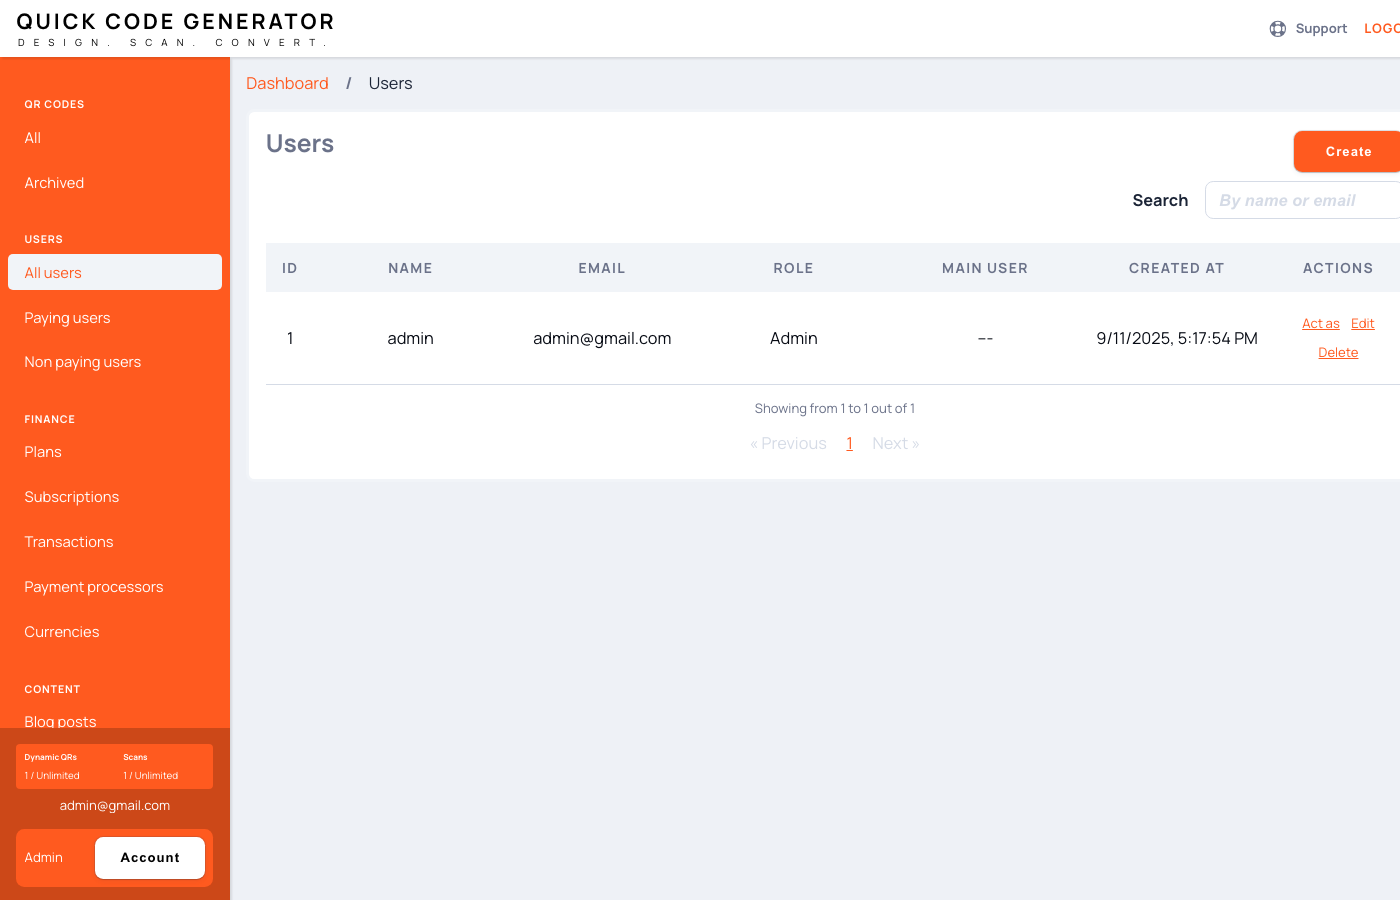 QUICK CODE GENERATOR
DESIGN. SCAN. CONVERT.
Support
Dashboard / Users
QR CODES
All
Archived
USERS
All users
Paying users
Non paying users
FINANCE
Plans
Subscriptions
Transactions
Payment processors
Currencies
CONTENT
Blog posts
Dynamic QRs Scans
1 / Unlimited 1 / Unlimited
admin@gmail.com
Admin Account
Users
Create
Search By name or email
ID NAME EMAIL ROLE MAIN USER CREATED AT ACTIONS
1 admin admin@gmail.com Admin --- 9/11/2025, 5:17:54 PM Act as Edit
Delete
Showing from 1 to 1 out of 1
« Previous 1 Next »